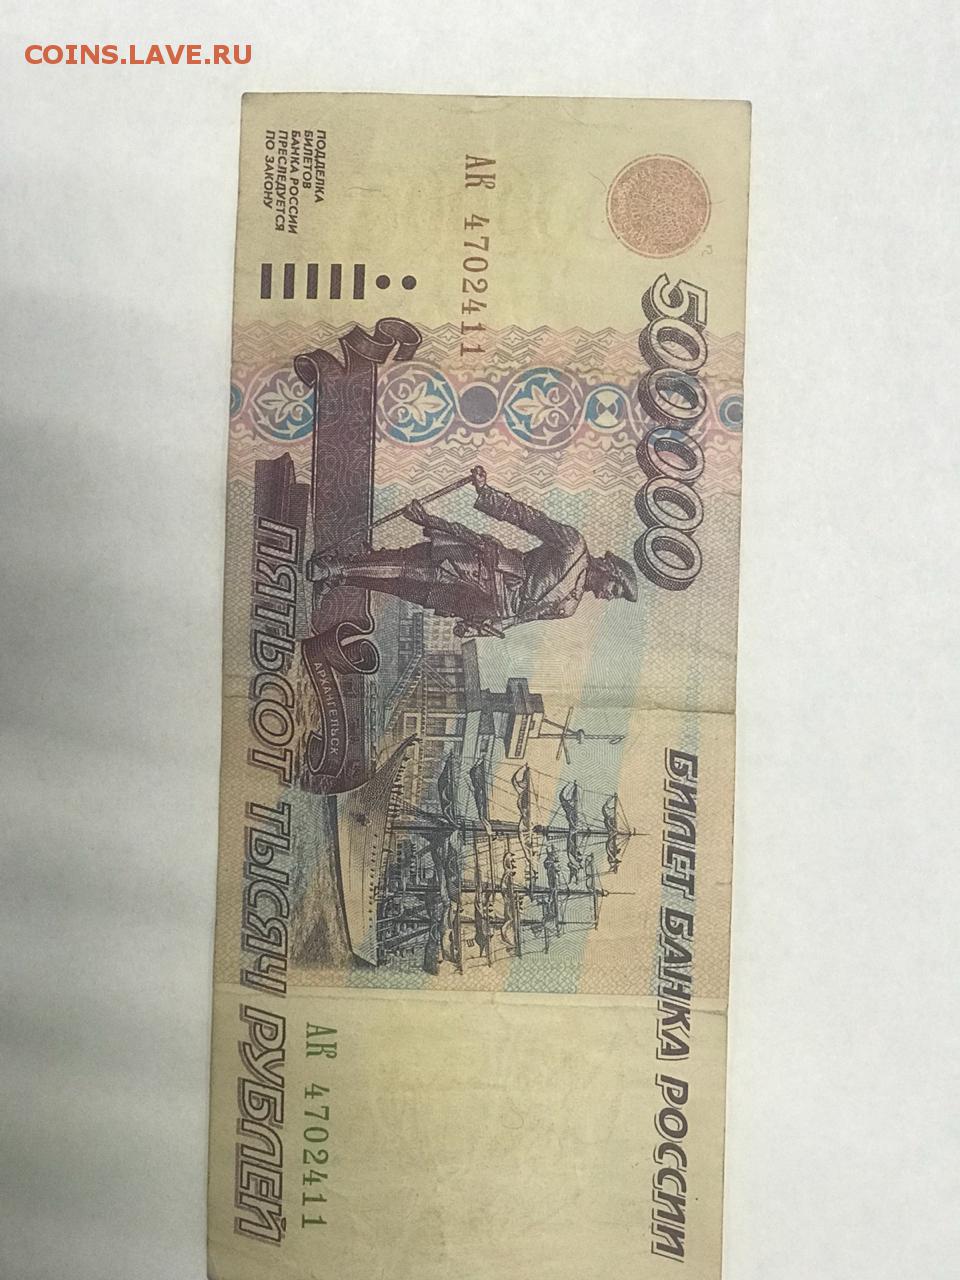 COINS.LAVE.RU
500000
БИЛЕТ БАНКА РОССИИ
АК 4702411
ПОДДЕЛКА
БИЛЕТОВ
БАНКА РОССИИ
ПРЕСЛЕДУЕТСЯ
ПО ЗАКОНУ
АРХАНГЕЛЬСК
АК 4702411
ПЯТЬСОТ ТЫСЯЧ РУБЛЕЙ